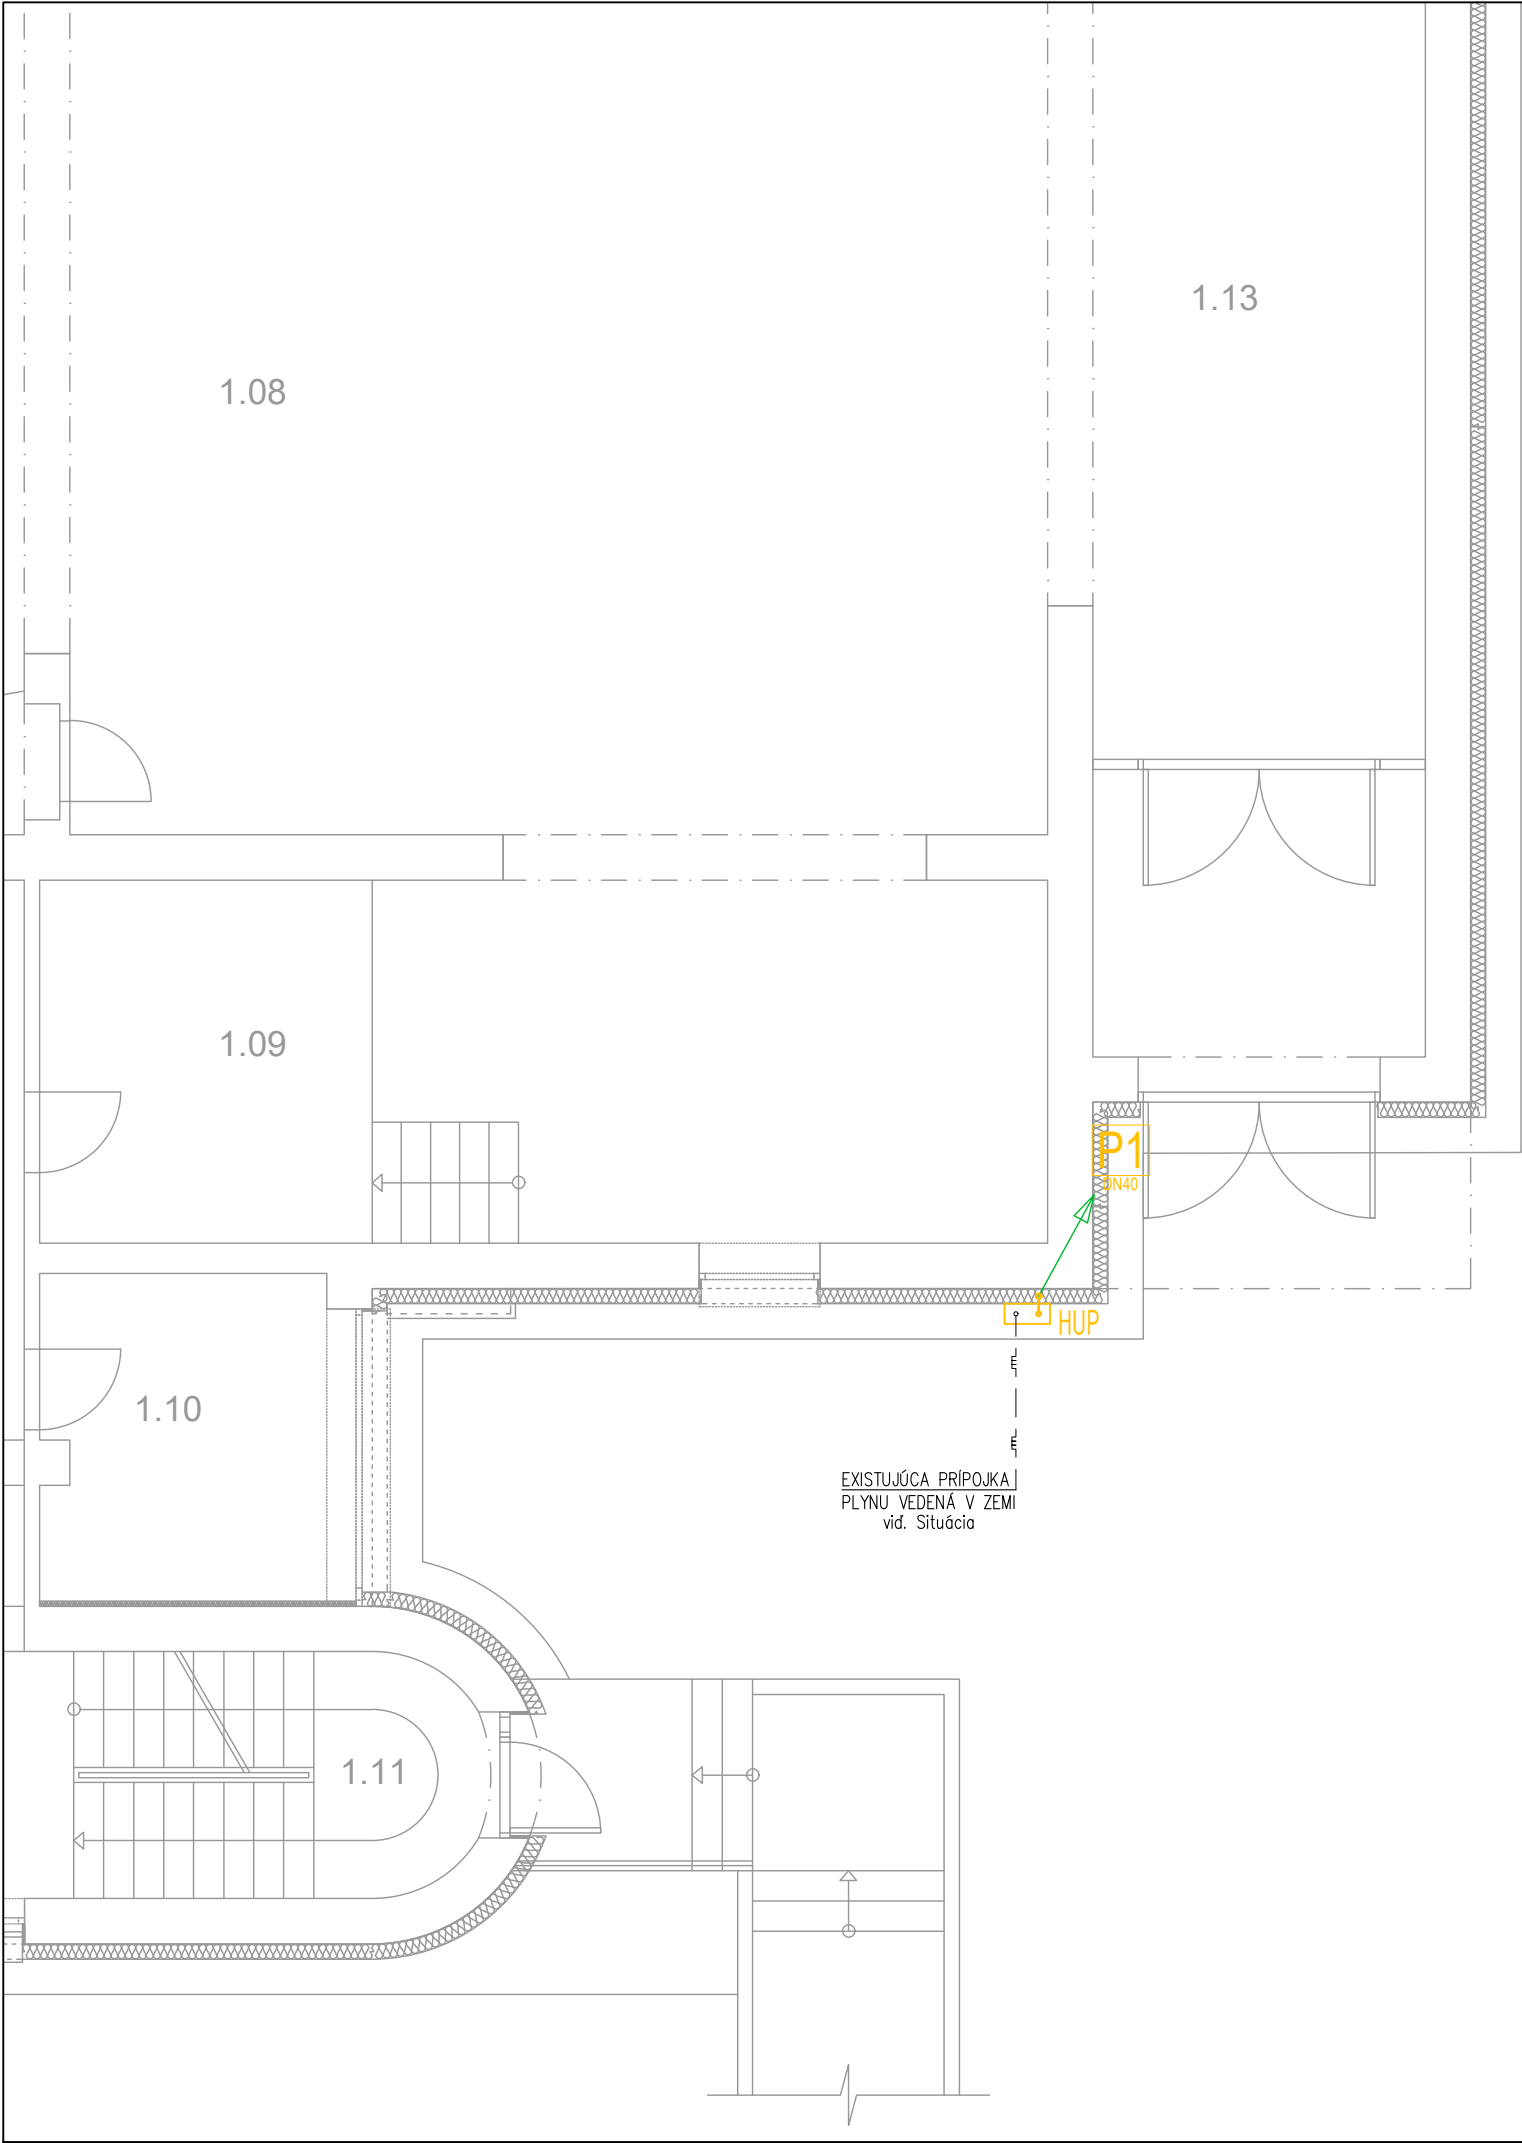 1.13
1.08
1.09
P1
DN40
HUP
1.10
EXISTUJÚCA PRÍPOJKA
PLYNU VEDENÁ V ZEMI
viď. Situácia
1.11